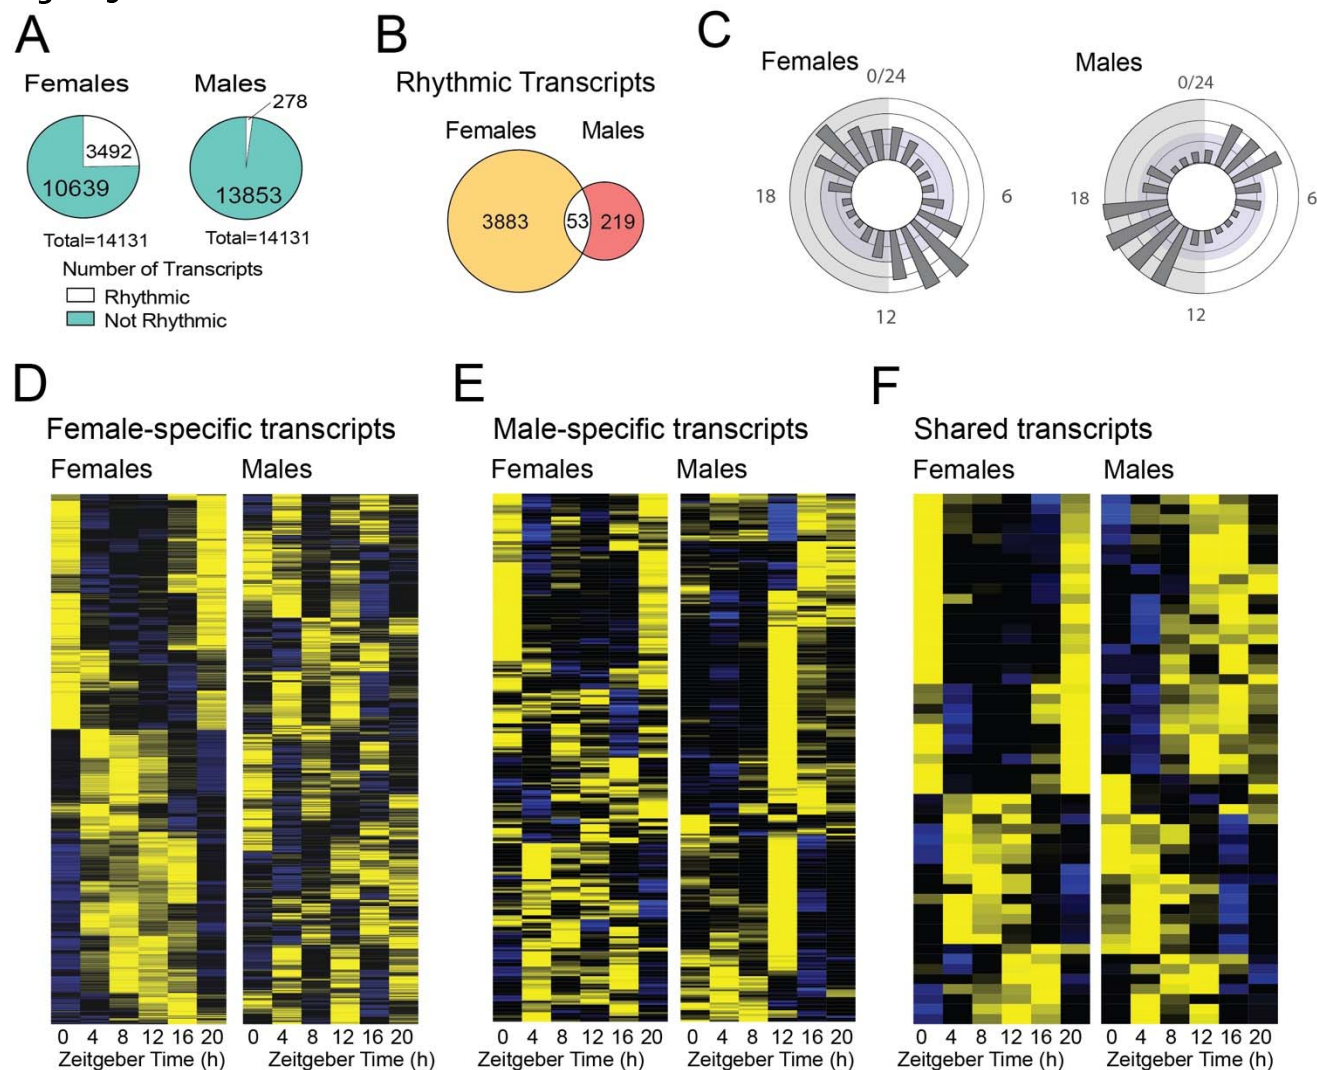 A
Females
Males
278
3492
10639
13853
Total=14131
Total=14131
Number of Transcripts
Rhythmic
Not Rhythmic
B
Rhythmic Transcripts
Females
Males
3883
53
219
C
Females
0/24
18
6
12
Males
0/24
18
6
12
D
Female-specific transcripts
Females
Males
0 4 8 12 16 20
0 4 8 12 16 20
Zeitgeber Time (h)
Zeitgeber Time (h)
E
Male-specific transcripts
Females
Males
0 4 8 12 16 20
0 4 8 12 16 20
Zeitgeber Time (h)
Zeitgeber Time (h)
F
Shared transcripts
Females
Males
0 4 8 12 16 20
0 4 8 12 16 20
Zeitgeber Time (h)
Zeitgeber Time (h)